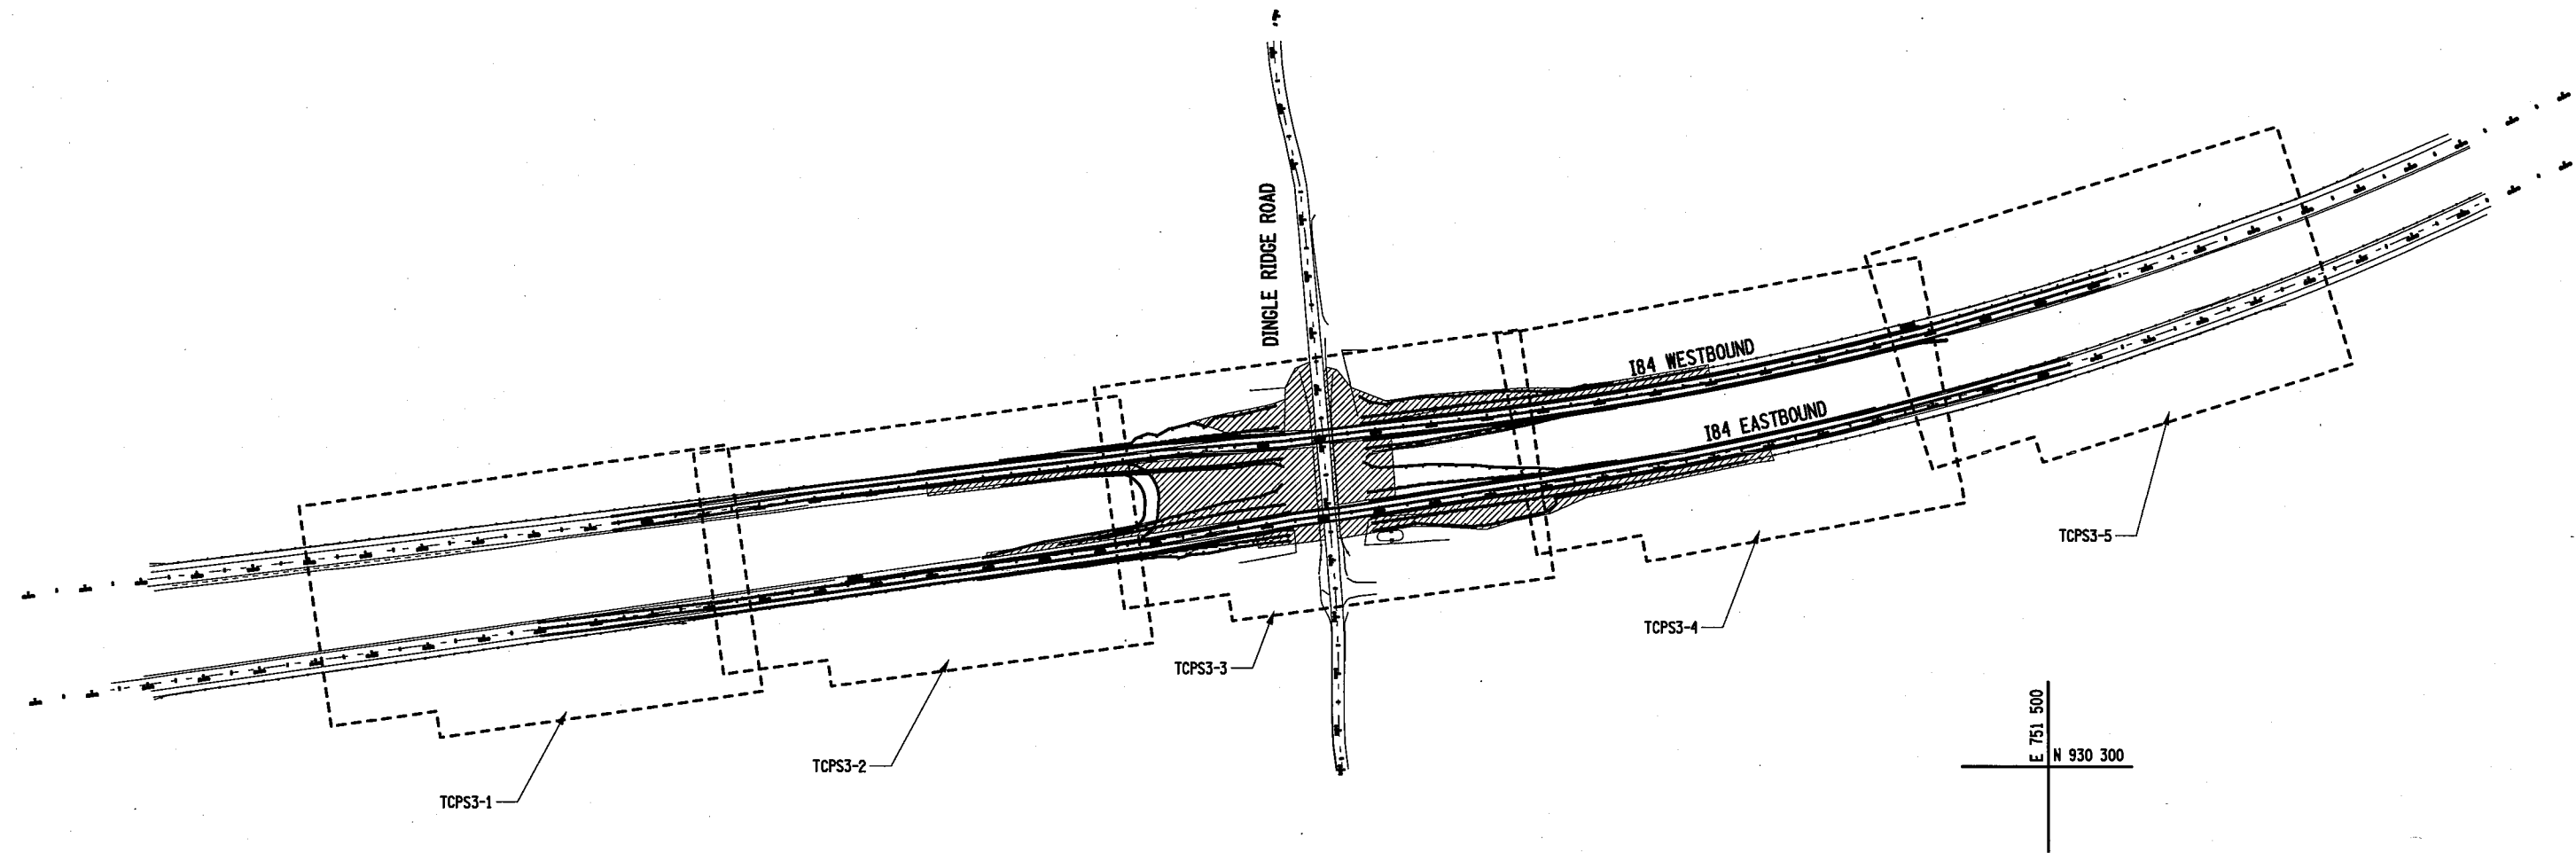 DINGLE RIDGE ROAD
I84 WESTBOUND
I84 EASTBOUND
TCPS3-5
TCPS3-4
TCPS3-3
TCPS3-2
TCPS3-1
E 751 500
N 930 300